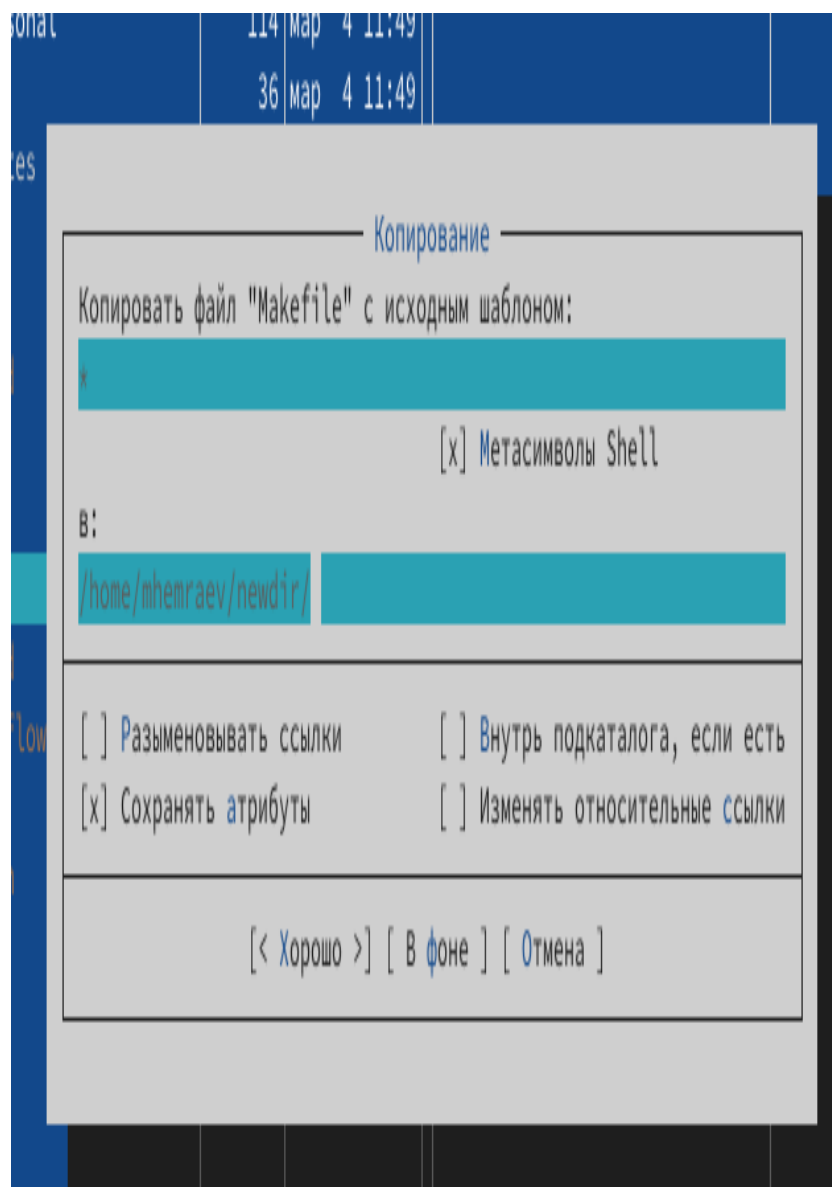 sonal 114 мар 4 11:49
36 мар 4 11:49
Копирование
Копировать файл "Makefile" с исходным шаблоном:
*
[x] Метасимволы Shell
в:
/home/mhemraev/newdir/
[ ] Разыменовывать ссылки [ ] Внутрь подкаталога, если есть
[x] Сохранять атрибуты [ ] Изменять относительные ссылки
[< Хорошо >] [ В фоне ] [ Отмена ]